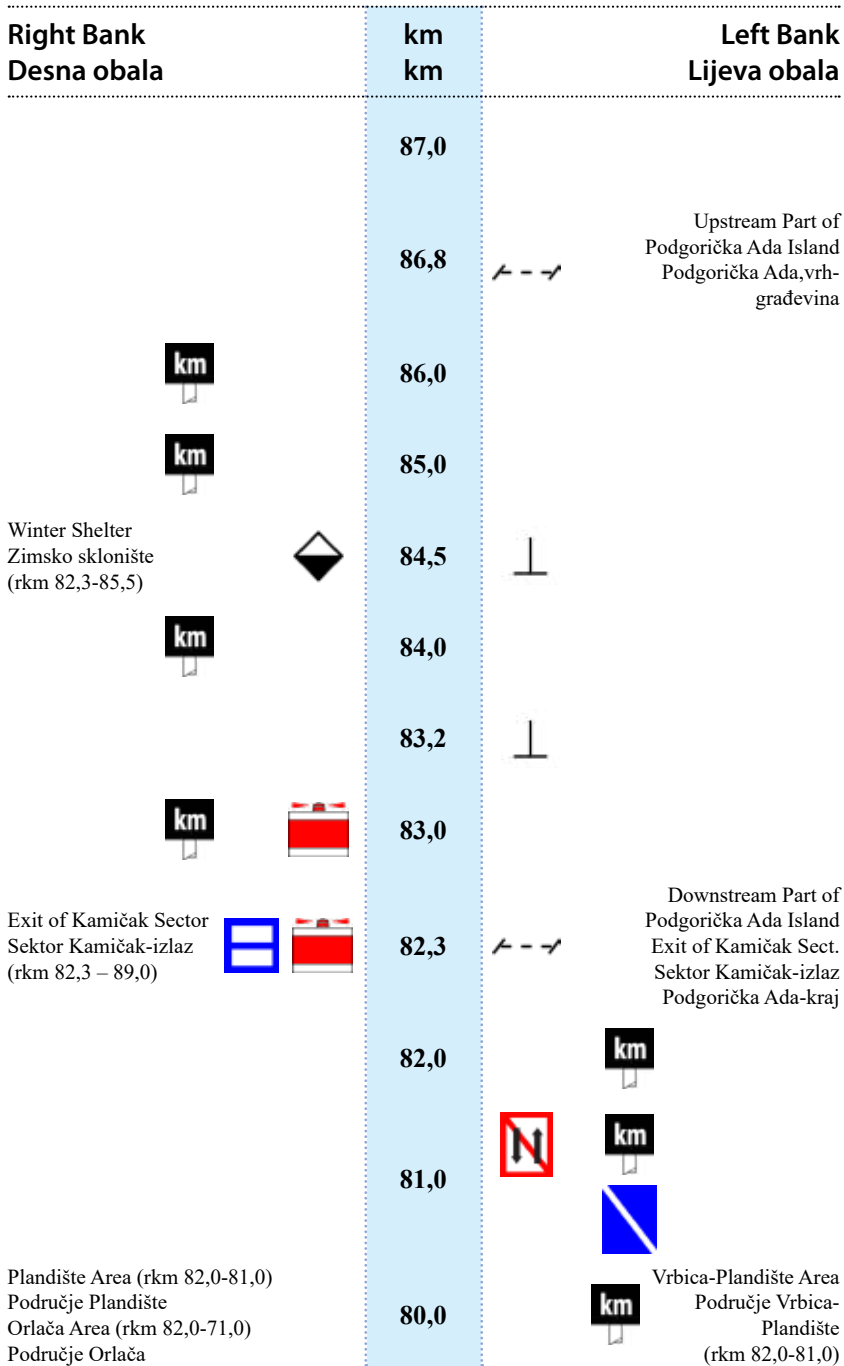 Right Bank km Left Bank
Desna obala km Lijeva obala
87,0
Upstream Part of
Podgorička Ada Island
86,8
Podgorička Ada,vrh-
građevina
km
86,0
km
85,0
Winter Shelter
Zimsko sklonište
(rkm 82,3-85,5)
84,5
km
84,0
83,2
km
83,0
Exit of Kamičak Sector
Sektor Kamičak-izlaz
(rkm 82,3 – 89,0)
82,3
Downstream Part of
Podgorička Ada Island
Exit of Kamičak Sect.
Sektor Kamičak-izlaz
Podgorička Ada-kraj
82,0
km
km
81,0
Plandište Area (rkm 82,0-81,0)
Područje Plandište
Orlača Area (rkm 82,0-71,0)
Područje Orlača
80,0
km
Vrbica-Plandište Area
Područje Vrbica-
Plandište
(rkm 82,0-81,0)